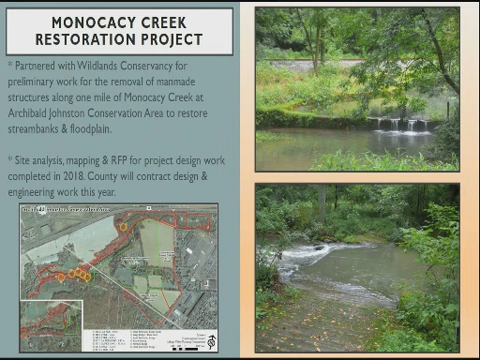 MONOCACY CREEK
RESTORATION PROJECT
* Partnered with Wildlands Conservancy for
preliminary work for the removal of manmade
structures along one mile of Monocacy Creek at
Archibald Johnston Conservation Area to restore
streambanks & floodplain.
* Site analysis, mapping & RFP for project design work
completed in 2018. County will contract design &
engineering work this year.